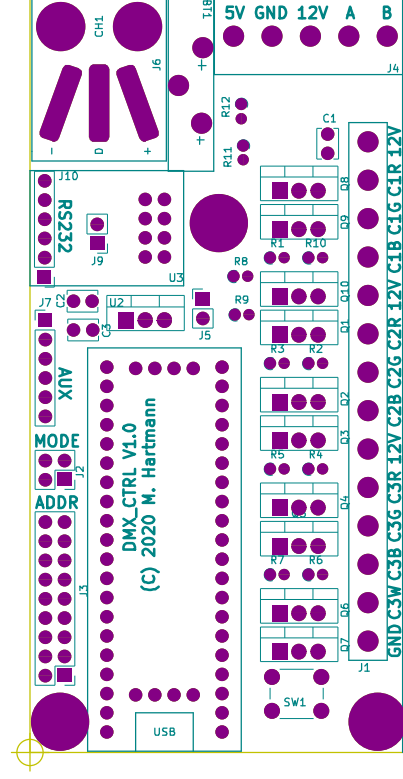 5V GND 12V A B
BT1
CH1
J6
J4
- D +
+
+
R12
C1
R11
J10
RS232
J9
U3
Q8
Q9
R1 R10
R8
J7
C2
U2
C3
R9
J5
Q10
Q1
R3 R2
AUX
Q2
Q3
MODE
J2
R5 R4
ADDR
Q4
Q5
J3
R7 R6
Q6
Q7
DMX_CTRL V1.0
(C) 2020 M. Hartmann
GND C3W C3B C3G C3R 12V C2B C2G C2R 12V C1B C1G C1R 12V
J1
SW1
USB